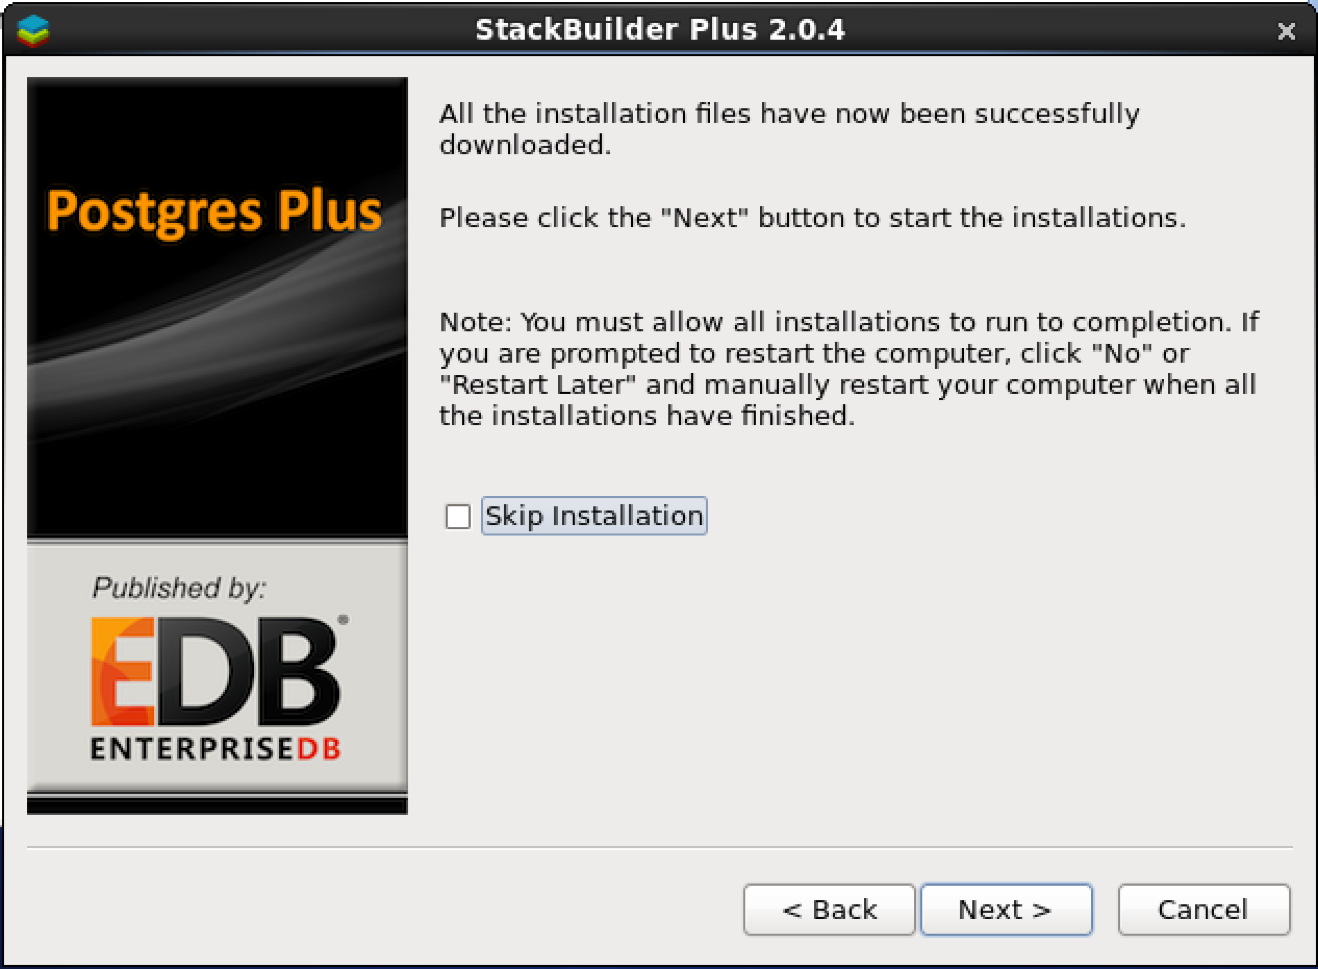 StackBuilder Plus 2.0.4
Postgres Plus
Published by:
EDB®
ENTERPRISEDB
All the installation files have now been successfully
downloaded.
Please click the "Next" button to start the installations.
Note: You must allow all installations to run to completion. If
you are prompted to restart the computer, click "No" or
"Restart Later" and manually restart your computer when all
the installations have finished.
Skip Installation
< Back
Next >
Cancel